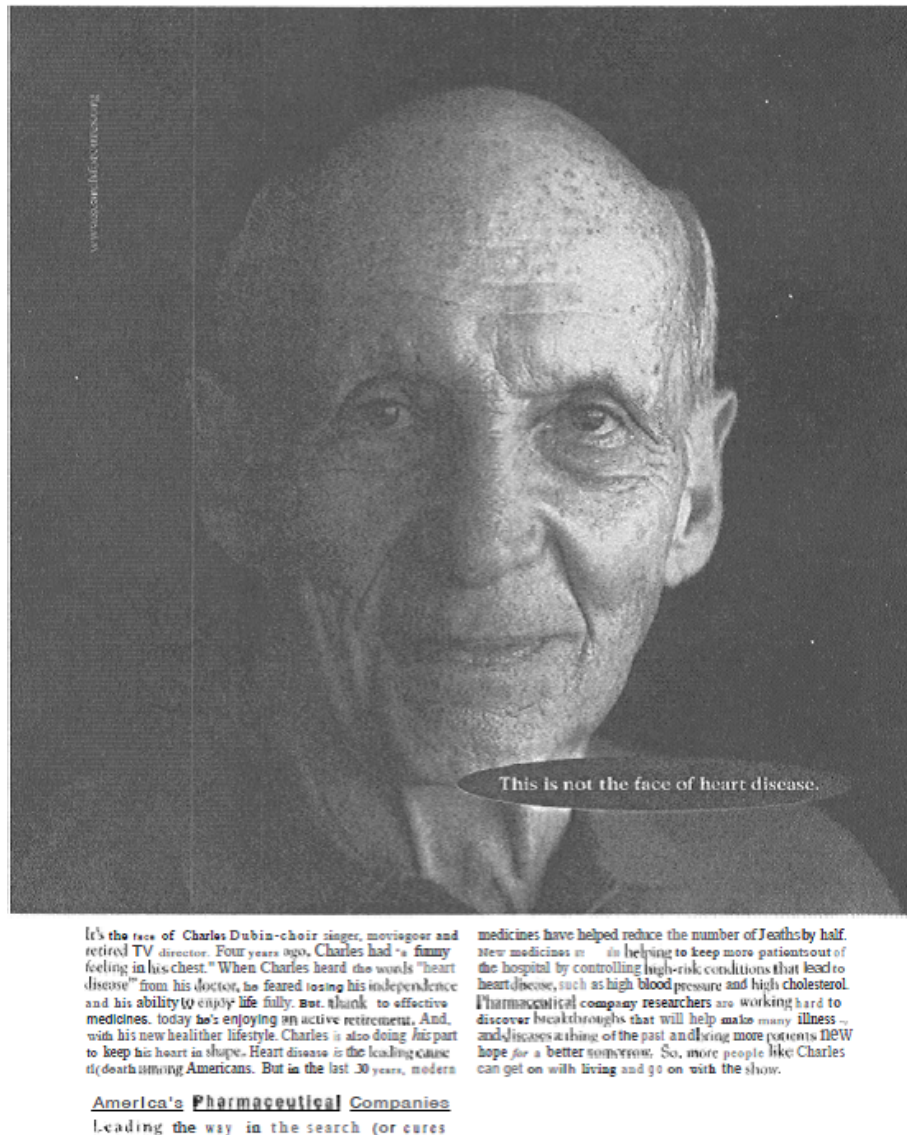 www.searchforcures.org
This is not the face of heart disease.
It's the face of Charles Dubin-choir singer, moviegoer and
retired TV director. Four years ago, Charles had "a funny
feeling in his chest." When Charles heard the words "heart
disease" from his doctor, he feared losing his independence
and his ability to enjoy life fully. But. thank to effective
medicines. today he's enjoying an active retirement. And,
with his new healither lifestyle. Charles is also doing his part
to keep his heart in shape. Heart disease is the leading cause
death among Americans. But in the last 30 years, modern
medicines have helped reduce the number of Jeaths by half.
New medicines helping to keep more patients out of
the hospital by controlling high-risk conditions that lead to
heart disease, such as high blood pressure and high cholesterol.
Pharmaceutical company researchers are working hard to
discover breakthroughs that will help make many illness
and diseases a thing of the past and bring more patients new
hope for a better tomorrow. So, more people like Charles
can get on with living and go on with the show.
America's Pharmaceutical Companies
Leading the way in the search (or cures